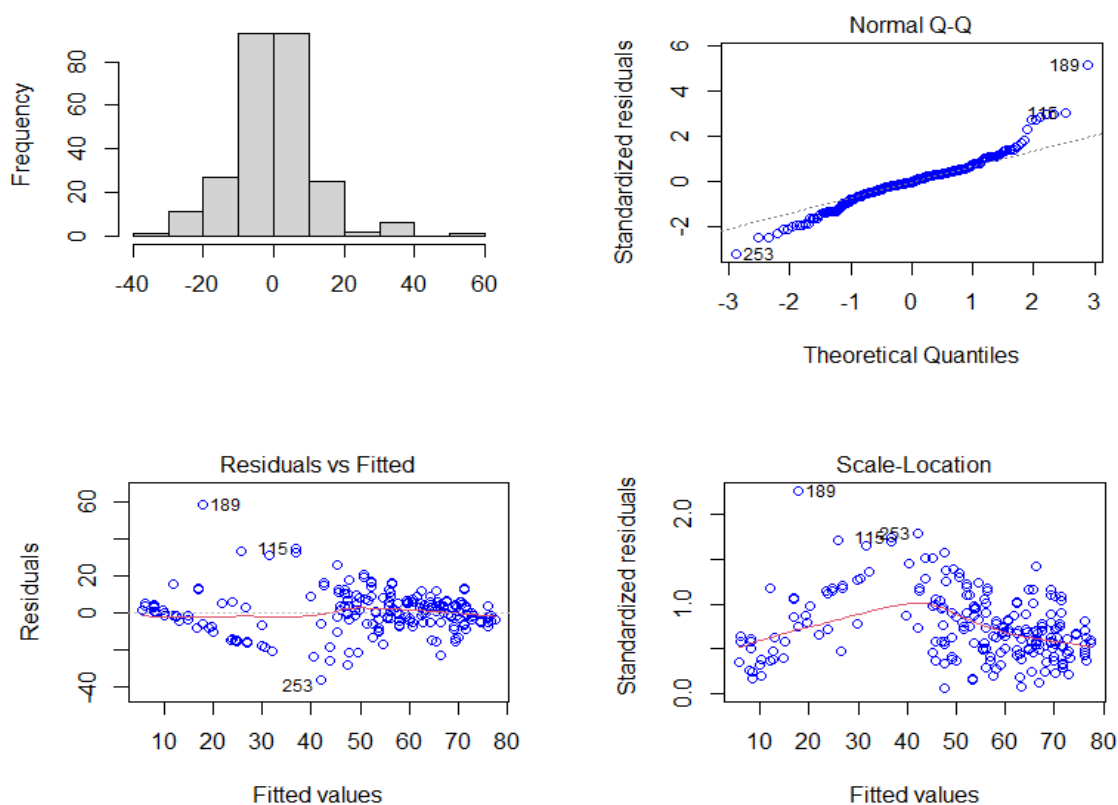 Frequency
0 20 40 60 80
-40 -20 0 20 40 60
Normal Q-Q
Standardized residuals
-2 0 2 4 6
189
115
253
-3 -2 -1 0 1 2 3
Theoretical Quantiles
Residuals vs Fitted
Residuals
-40 0 20 60
189
115
253
10 20 30 40 50 60 70 80
Fitted values
Scale-Location
Standardized residuals
0.0 1.0 2.0
189
115
253
10 20 30 40 50 60 70 80
Fitted values